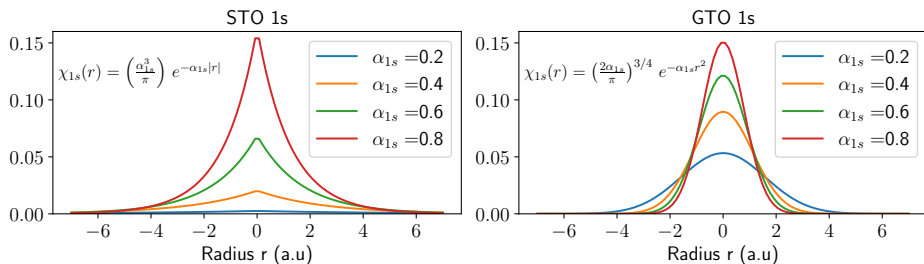 STO 1s
0.15
0.10
0.05
0.00
χ1s(r) = (α³1s/π) e^−α1s|r|
α1s =0.2
α1s =0.4
α1s =0.6
α1s =0.8
−6 −4 −2 0 2 4 6
Radius r (a.u)
GTO 1s
0.15
0.10
0.05
0.00
χ1s(r) = (2α1s/π)^3/4 e^−α1s r²
α1s =0.2
α1s =0.4
α1s =0.6
α1s =0.8
−6 −4 −2 0 2 4 6
Radius r (a.u)